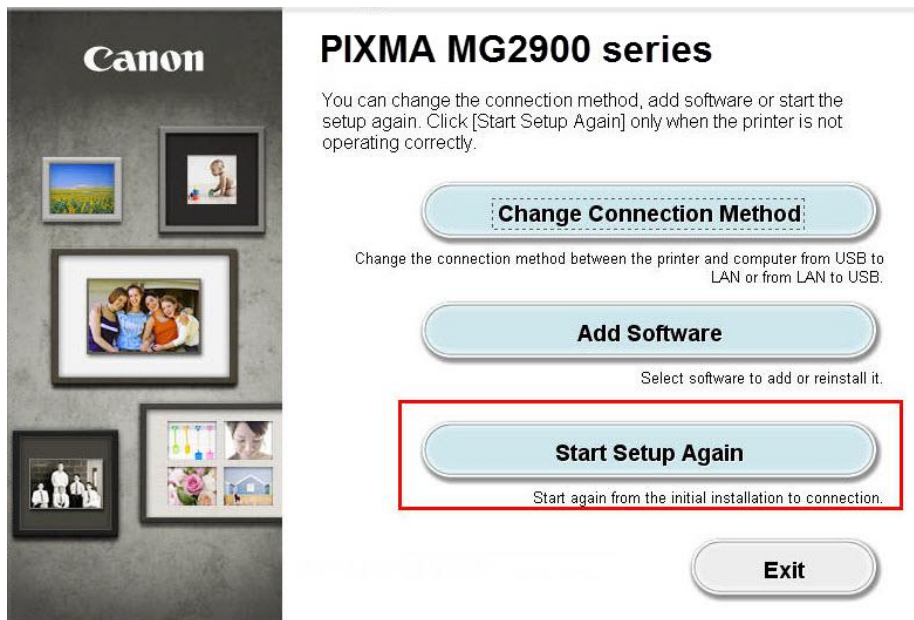 Canon
PIXMA MG2900 series
You can change the connection method, add software or start the
setup again. Click [Start Setup Again] only when the printer is not
operating correctly.
Change Connection Method
Change the connection method between the printer and computer from USB to
LAN or from LAN to USB.
Add Software
Select software to add or reinstall it.
Start Setup Again
Start again from the initial installation to connection.
Exit